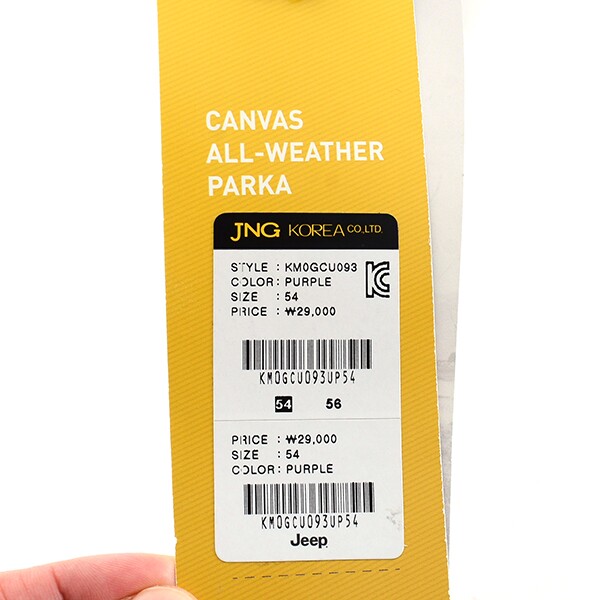 CANVAS
ALL-WEATHER
PARKA
JNG KOREA CO.,LTD.
STYLE : KM0GCU093
COLOR : PURPLE
SIZE : 54
PRICE : ₩29,000
KM0GCU093UP54
54 56
PRICE : ₩29,000
SIZE : 54
COLOR : PURPLE
KM0GCU093UP54
Jeep